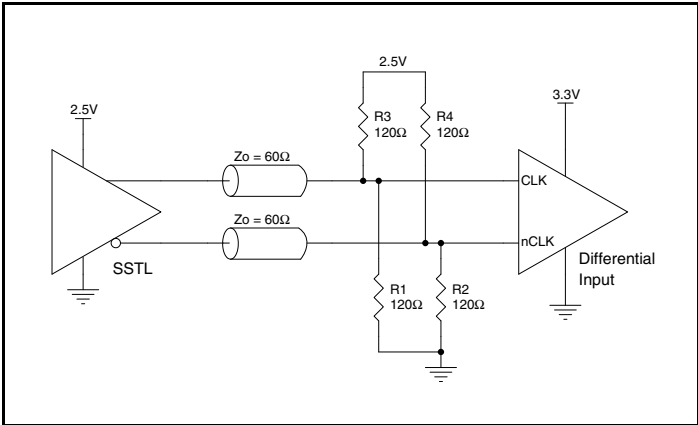 2.5V
3.3V
2.5V
R3
120Ω
R4
120Ω
Zo = 60Ω
CLK
Zo = 60Ω
nCLK
SSTL
Differential
Input
R1
120Ω
R2
120Ω